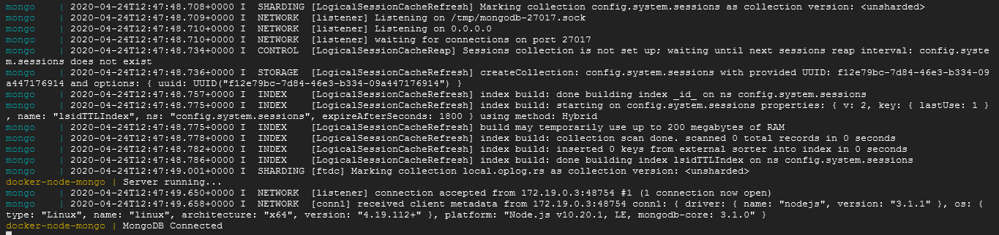 mongo    | 2020-04-24T12:47:48.708+0000 I  SHARDING [LogicalSessionCacheRefresh] Marking collection config.system.sessions as collection version: <unsharded>
mongo    | 2020-04-24T12:47:48.709+0000 I  NETWORK  [listener] Listening on /tmp/mongodb-27017.sock
mongo    | 2020-04-24T12:47:48.710+0000 I  NETWORK  [listener] Listening on 0.0.0.0
mongo    | 2020-04-24T12:47:48.710+0000 I  NETWORK  [listener] waiting for connections on port 27017
mongo    | 2020-04-24T12:47:48.734+0000 I  CONTROL  [LogicalSessionCacheReap] Sessions collection is not set up; waiting until next sessions reap interval: config.syste
m.sessions does not exist
mongo    | 2020-04-24T12:47:48.736+0000 I  STORAGE  [LogicalSessionCacheRefresh] createCollection: config.system.sessions with provided UUID: f12e79bc-7d84-46e3-b334-09
a447176914 and options: { uuid: UUID("f12e79bc-7d84-46e3-b334-09a447176914") }
mongo    | 2020-04-24T12:47:48.757+0000 I  INDEX    [LogicalSessionCacheRefresh] index build: done building index _id_ on ns config.system.sessions
mongo    | 2020-04-24T12:47:48.775+0000 I  INDEX    [LogicalSessionCacheRefresh] index build: starting on config.system.sessions properties: { v: 2, key: { lastUse: 1 }
, name: "lsidTTLIndex", ns: "config.system.sessions", expireAfterSeconds: 1800 } using method: Hybrid
mongo    | 2020-04-24T12:47:48.775+0000 I  INDEX    [LogicalSessionCacheRefresh] build may temporarily use up to 200 megabytes of RAM
mongo    | 2020-04-24T12:47:48.778+0000 I  INDEX    [LogicalSessionCacheRefresh] index build: collection scan done. scanned 0 total records in 0 seconds
mongo    | 2020-04-24T12:47:48.782+0000 I  INDEX    [LogicalSessionCacheRefresh] index build: inserted 0 keys from external sorter into index in 0 seconds
mongo    | 2020-04-24T12:47:48.786+0000 I  INDEX    [LogicalSessionCacheRefresh] index build: done building index lsidTTLIndex on ns config.system.sessions
mongo    | 2020-04-24T12:47:49.001+0000 I  SHARDING [ftdc] Marking collection local.oplog.rs as collection version: <unsharded>
docker-node-mongo | Server running...
mongo    | 2020-04-24T12:47:49.650+0000 I  NETWORK  [listener] connection accepted from 172.19.0.3:48754 #1 (1 connection now open)
mongo    | 2020-04-24T12:47:49.658+0000 I  NETWORK  [conn1] received client metadata from 172.19.0.3:48754 conn1: { driver: { name: "nodejs", version: "3.1.1" }, os: {
type: "Linux", name: "linux", architecture: "x64", version: "4.19.112+" }, platform: "Node.js v10.20.1, LE, mongodb-core: 3.1.0" }
docker-node-mongo | MongoDB Connected